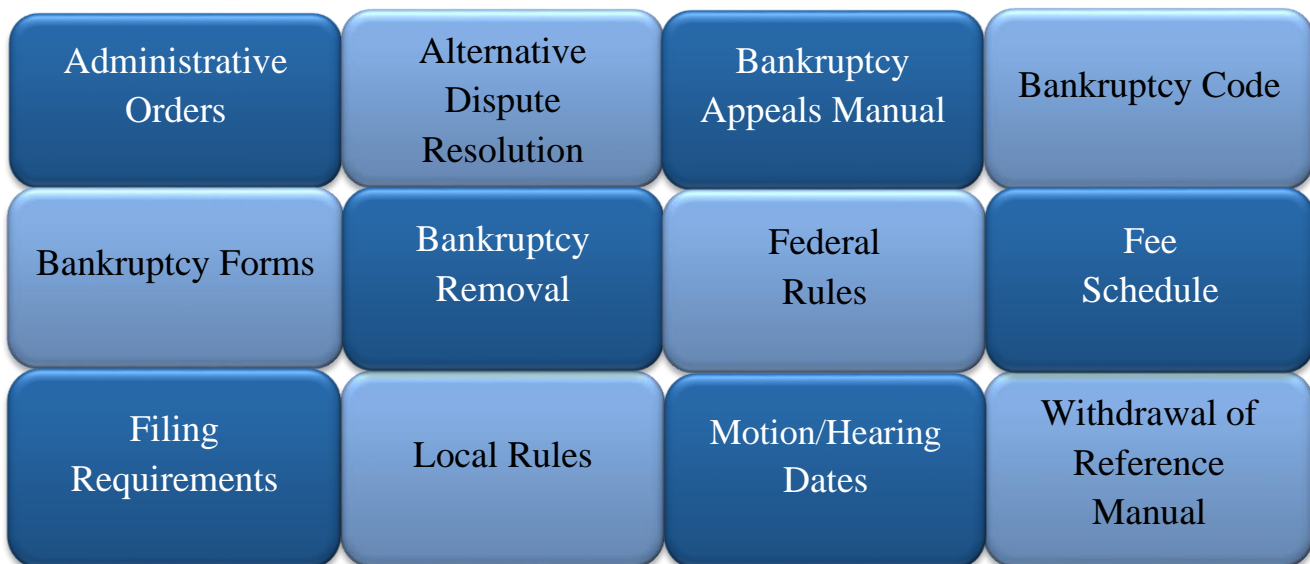 Administrative
Orders
Alternative
Dispute
Resolution
Bankruptcy
Appeals Manual
Bankruptcy Code
Bankruptcy Forms
Bankruptcy
Removal
Federal
Rules
Fee
Schedule
Filing
Requirements
Local Rules
Motion/Hearing
Dates
Withdrawal of
Reference
Manual